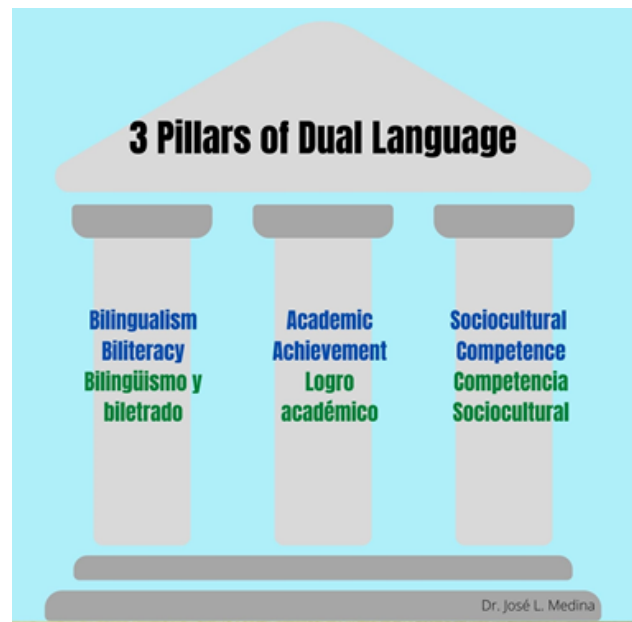 3 Pillars of Dual Language
Bilingualism
Biliteracy
Bilingüismo y
biletrado
Academic
Achievement
Logro
académico
Sociocultural
Competence
Competencia
Sociocultural
Dr. José L. Medina